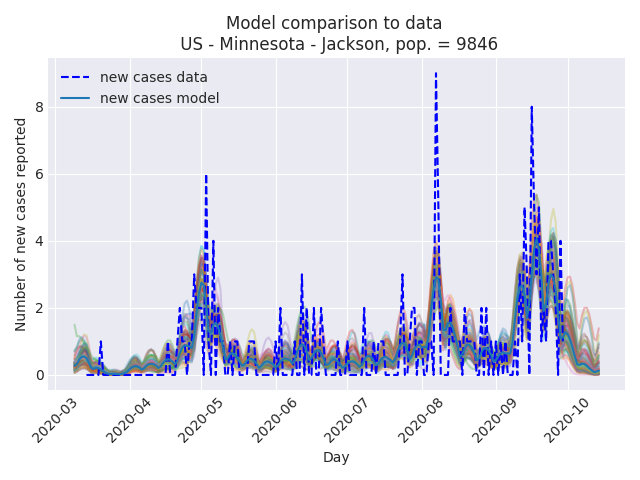 Model comparison to data
US - Minnesota - Jackson, pop. = 9846
new cases data
new cases model
Number of new cases reported
8
6
4
2
0
2020-03
2020-04
2020-05
2020-06
2020-07
2020-08
2020-09
2020-10
Day